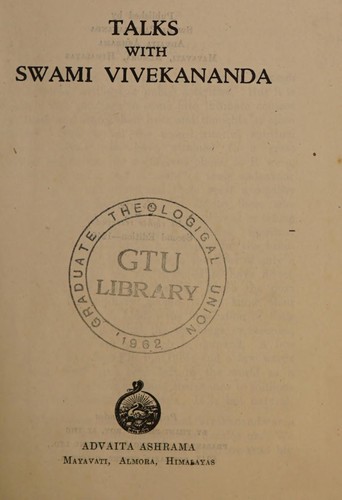 TALKS
WITH
SWAMI VIVEKANANDA
GRADUATE THEOLOGICAL UNION
GTU
LIBRARY
.1962.
ADVAITA ASHRAMA
MAYAVATI, ALMORA, HIMALAYAS